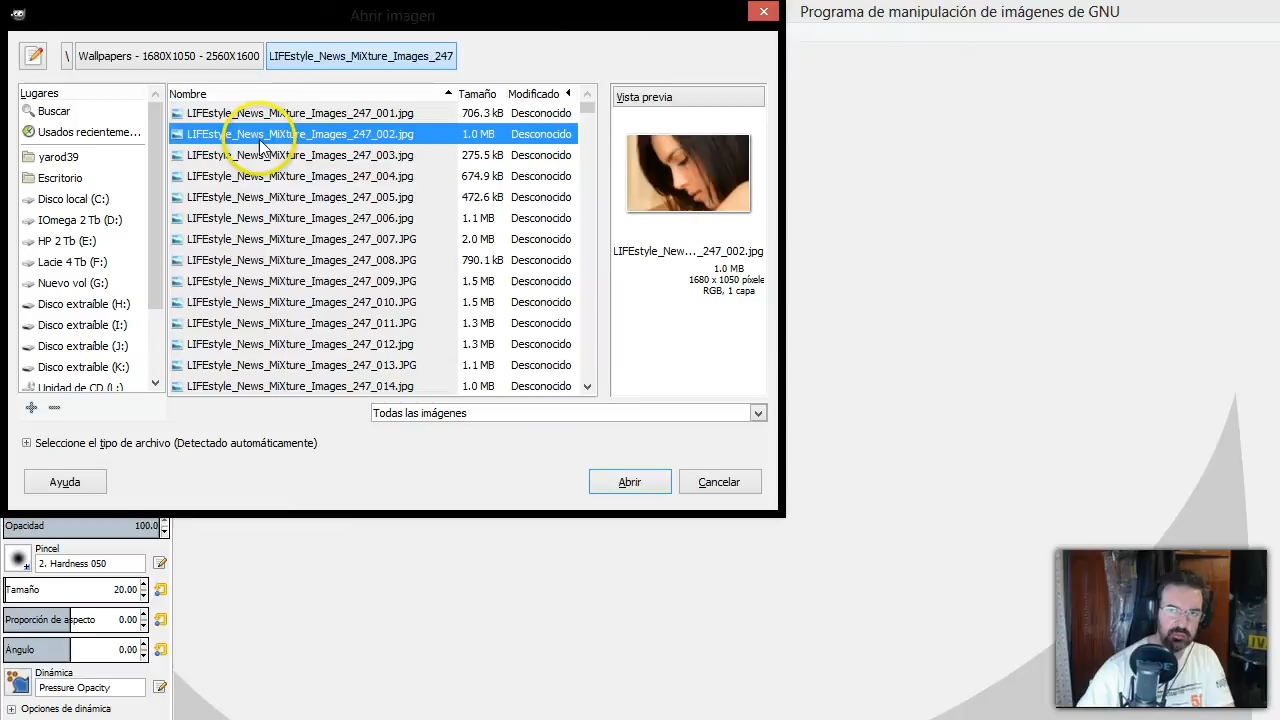 Abrir imagen
Programa de manipulación de imágenes de GNU
\ Wallpapers - 1680X1050 - 2560X1600 LIFEstyle_News_MiXture_Images_247
Lugares
Buscar
Usados recienteme...
yarod39
Escritorio
Disco local (C:)
IOmega 2 Tb (D:)
HP 2 Tb (E:)
Lacie 4 Tb (F:)
Nuevo vol (G:)
Disco extraíble (H:)
Disco extraíble (I:)
Disco extraíble (J:)
Disco extraíble (K:)
Unidad de CD (L:)
Nombre Tamaño Modificado
LIFEstyle_News_MiXture_Images_247_001.jpg 706.3 kB Desconocido
LIFEstyle_News_MiXture_Images_247_002.jpg 1.0 MB Desconocido
LIFEstyle_News_MiXture_Images_247_003.jpg 275.5 kB Desconocido
LIFEstyle_News_MiXture_Images_247_004.jpg 674.9 kB Desconocido
LIFEstyle_News_MiXture_Images_247_005.jpg 472.6 kB Desconocido
LIFEstyle_News_MiXture_Images_247_006.jpg 1.1 MB Desconocido
LIFEstyle_News_MiXture_Images_247_007.JPG 2.0 MB Desconocido
LIFEstyle_News_MiXture_Images_247_008.JPG 790.1 kB Desconocido
LIFEstyle_News_MiXture_Images_247_009.JPG 1.5 MB Desconocido
LIFEstyle_News_MiXture_Images_247_010.JPG 1.5 MB Desconocido
LIFEstyle_News_MiXture_Images_247_011.JPG 1.3 MB Desconocido
LIFEstyle_News_MiXture_Images_247_012.jpg 1.3 MB Desconocido
LIFEstyle_News_MiXture_Images_247_013.JPG 1.1 MB Desconocido
LIFEstyle_News_MiXture_Images_247_014.jpg 1.0 MB Desconocido
Vista previa
LIFEstyle_New..._247_002.jpg
1.0 MB
1680 x 1050 píxele
RGB, 1 capa
Todas las imágenes
Seleccione el tipo de archivo (Detectado automáticamente)
Ayuda Abrir Cancelar
Opacidad 100.0
Pincel
2. Hardness 050
Tamaño 20.00
Proporción de aspecto 0.00
Ángulo 0.00
Dinámica
Pressure Opacity
Opciones de dinámica